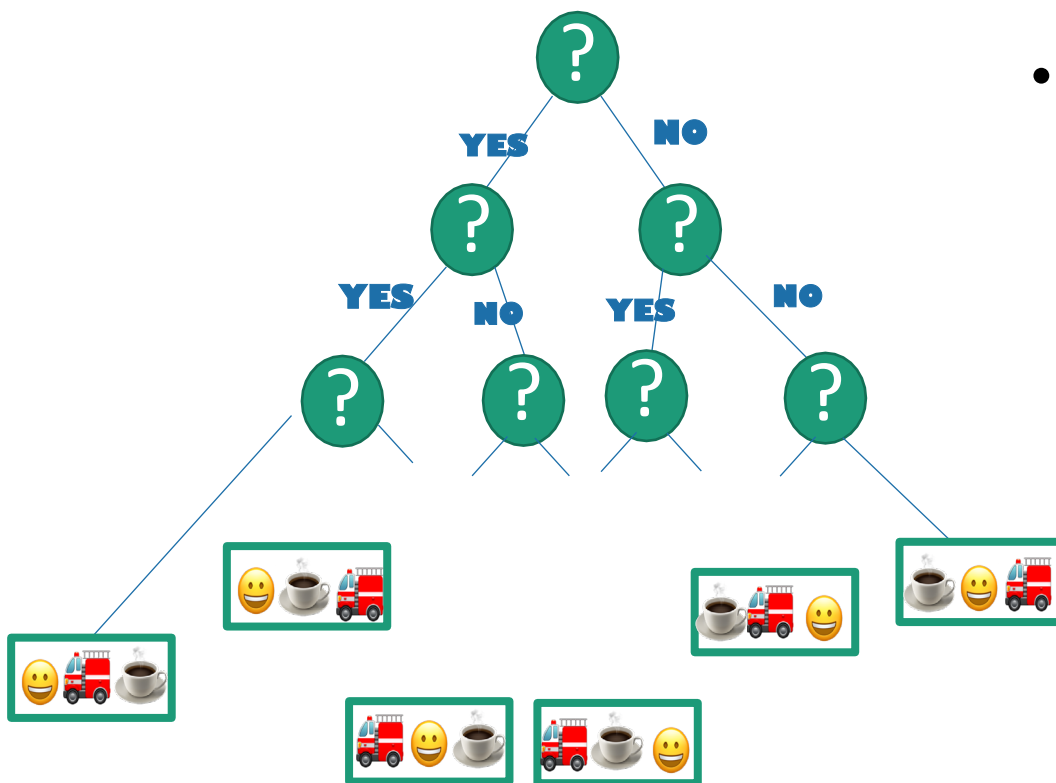 ?
YES NO
? ?
YES NO YES NO
? ? ? ?